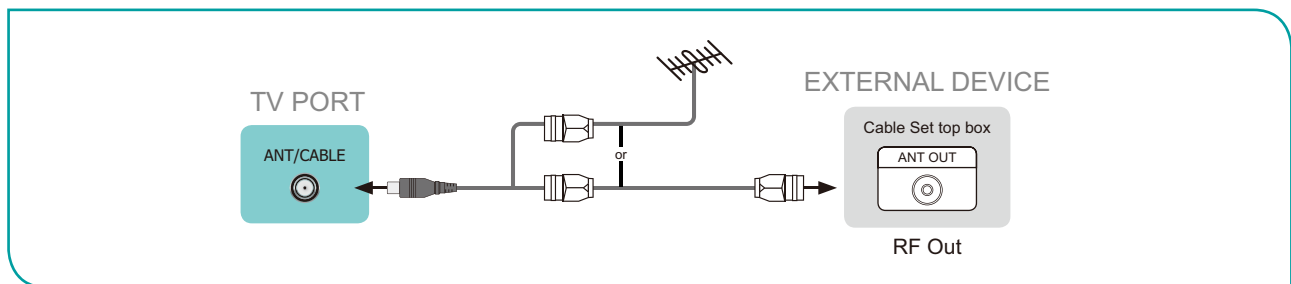 TV PORT
ANT/CABLE
or
EXTERNAL DEVICE
Cable Set top box
ANT OUT
RF Out